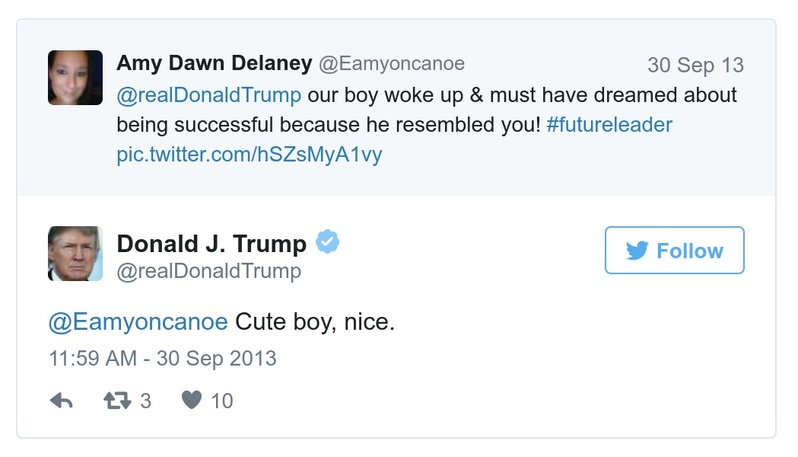 Amy Dawn Delaney @Eamyoncanoe 30 Sep 13
@realDonaldTrump our boy woke up & must have dreamed about
being successful because he resembled you! #futureleader
pic.twitter.com/hSZsMyA1vy
Donald J. Trump
Follow
@realDonaldTrump
@Eamyoncanoe Cute boy, nice.
11:59 AM - 30 Sep 2013
3 10